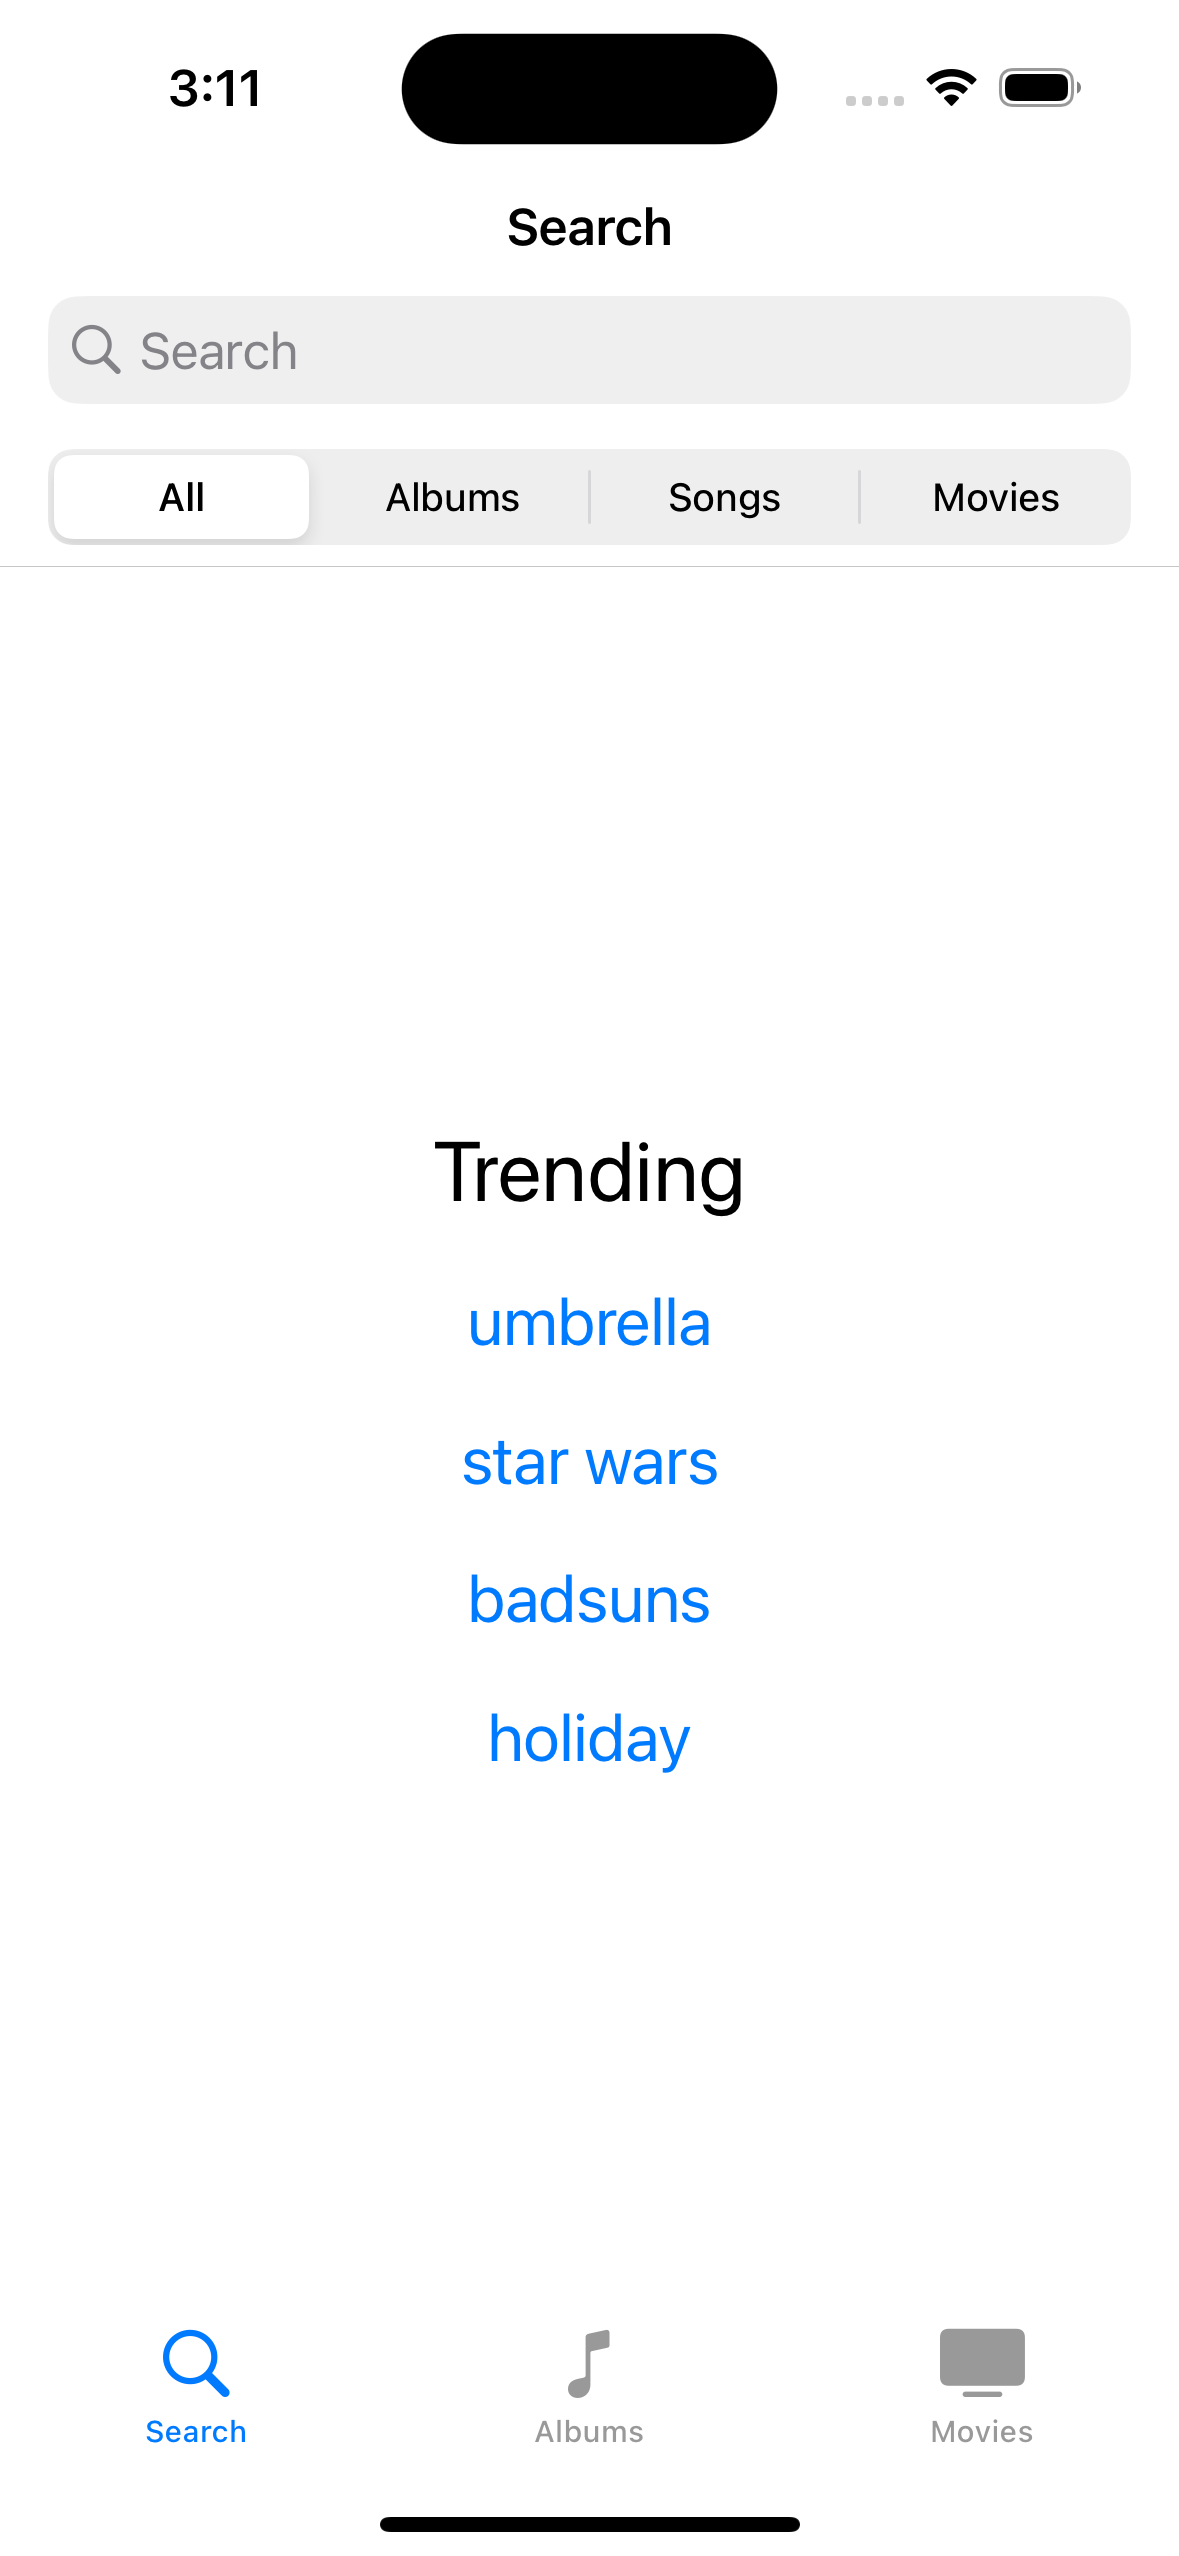 3:11
Search
Search
All Albums Songs Movies
Trending
umbrella
star wars
badsuns
holiday
Search Albums Movies